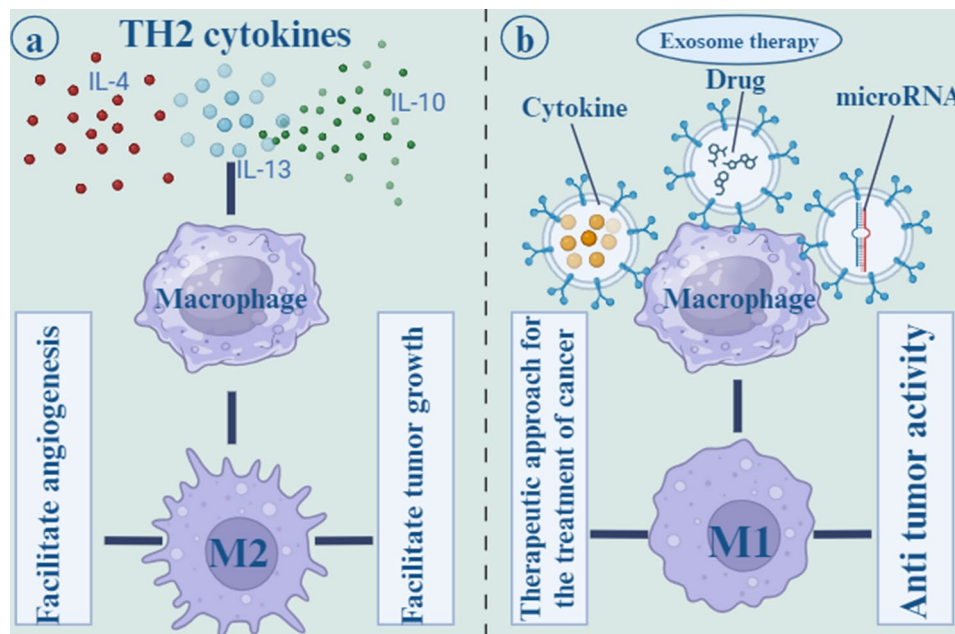 a
TH2 cytokines
IL-4
IL-10
IL-13
Macrophage
Facilitate angiogenesis
Facilitate tumor growth
M2
b
Exosome therapy
Drug
Cytokine
microRNA
Macrophage
Therapeutic approach for
the treatment of cancer
Anti tumor activity
M1